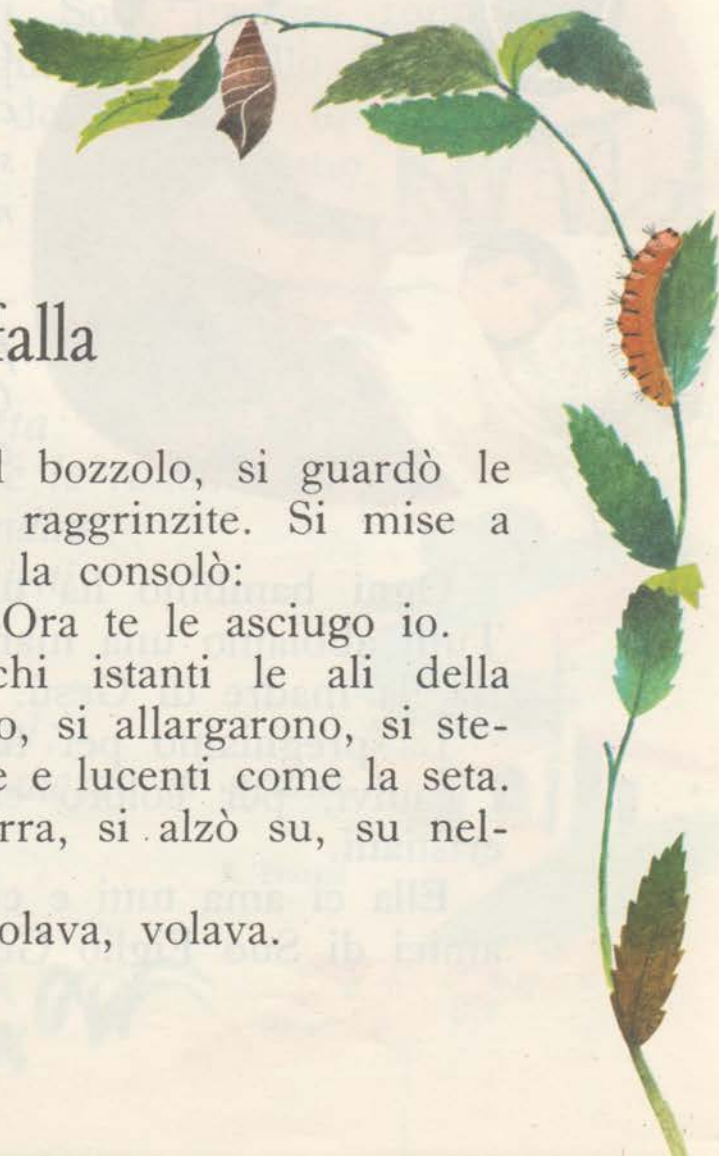 falla
l bozzolo, si guardò le
raggrinzite. Si mise a
la consolò:
Ora te le asciugo io.
chi istanti le ali della
o, si allargarono, si ste-
e e lucenti come la seta.
rra, si alzò su, su nel-
olava, volava.